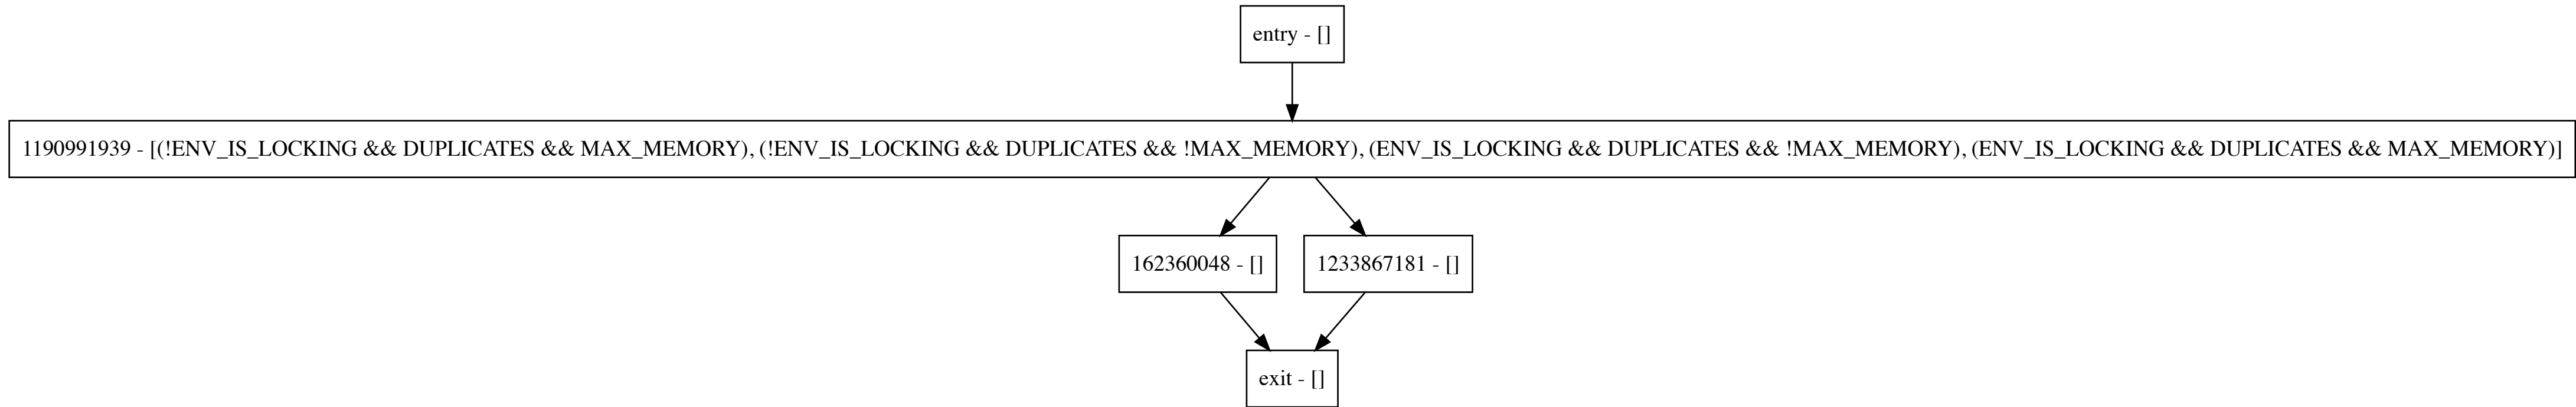 entry - []
1190991939 - [(!ENV_IS_LOCKING && DUPLICATES && MAX_MEMORY), (!ENV_IS_LOCKING && DUPLICATES && !MAX_MEMORY), (ENV_IS_LOCKING && DUPLICATES && !MAX_MEMORY), (ENV_IS_LOCKING && DUPLICATES && MAX_MEMORY)]
162360048 - []
1233867181 - []
exit - []